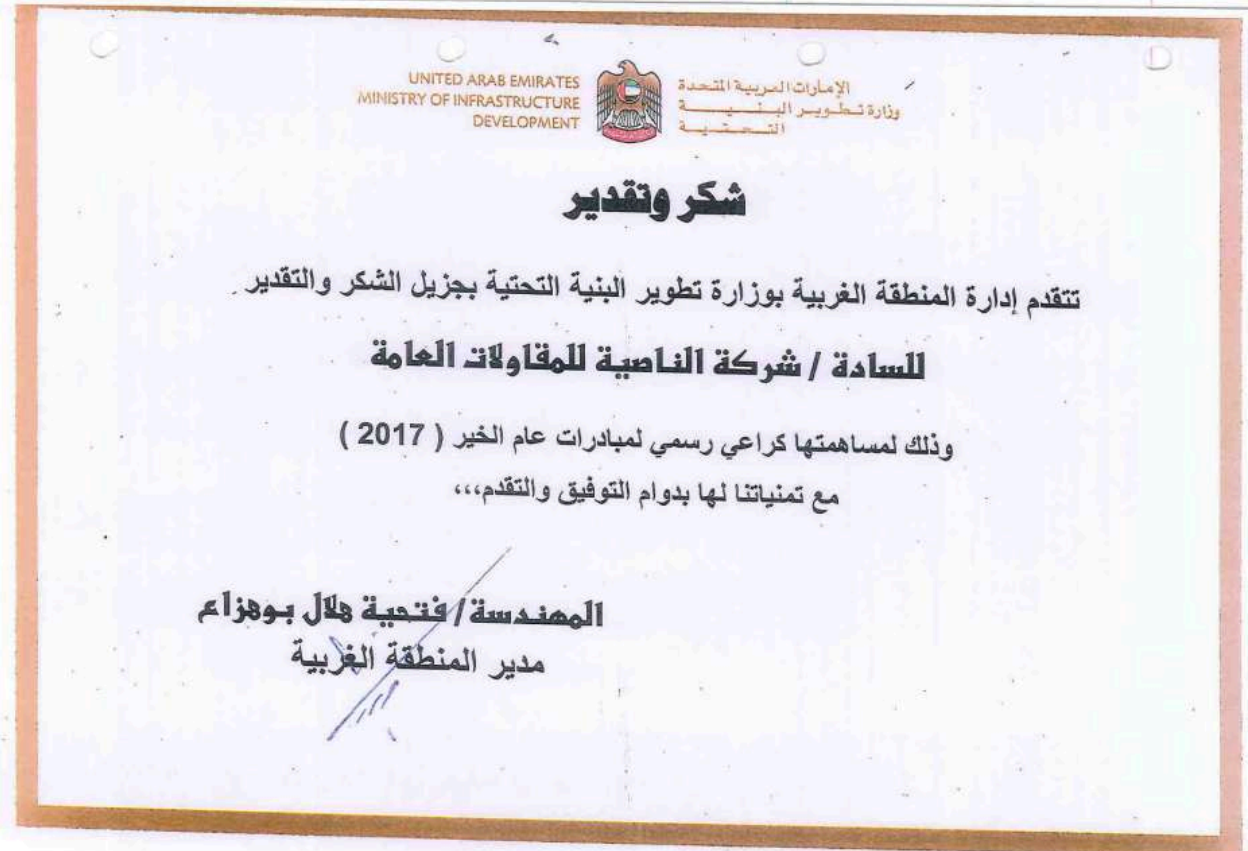 UNITED ARAB EMIRATES
MINISTRY OF INFRASTRUCTURE
DEVELOPMENT
الإمارات العربية المتحدة
وزارة تطوير البنية
التحتية
شكر وتقدير
تتقدم إدارة المنطقة الغربية بوزارة تطوير البنية التحتية بجزيل الشكر والتقدير
للسادة / شركة الناصية للمقاولات العامة
وذلك لمساهمتها كراعي رسمي لمبادرات عام الخير ( 2017 )
مع تمنياتنا لها بدوام التوفيق والتقدم،،،
المهندسة/ فتحية هلال بوهزاع
مدير المنطقة الغربية